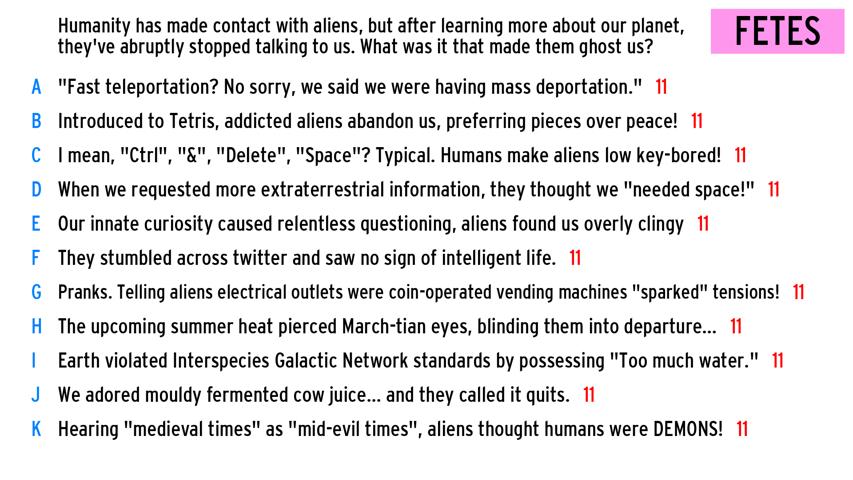 Humanity has made contact with aliens, but after learning more about our planet,
they've abruptly stopped talking to us. What was it that made them ghost us?
FETES
A "Fast teleportation? No sorry, we said we were having mass deportation." 11
B Introduced to Tetris, addicted aliens abandon us, preferring pieces over peace! 11
C I mean, "Ctrl", "&", "Delete", "Space"? Typical. Humans make aliens low key-bored! 11
D When we requested more extraterrestrial information, they thought we "needed space!" 11
E Our innate curiosity caused relentless questioning, aliens found us overly clingy 11
F They stumbled across twitter and saw no sign of intelligent life. 11
G Pranks. Telling aliens electrical outlets were coin-operated vending machines "sparked" tensions! 11
H The upcoming summer heat pierced March-tian eyes, blinding them into departure... 11
I Earth violated Interspecies Galactic Network standards by possessing "Too much water." 11
J We adored mouldy fermented cow juice... and they called it quits. 11
K Hearing "medieval times" as "mid-evil times", aliens thought humans were DEMONS! 11